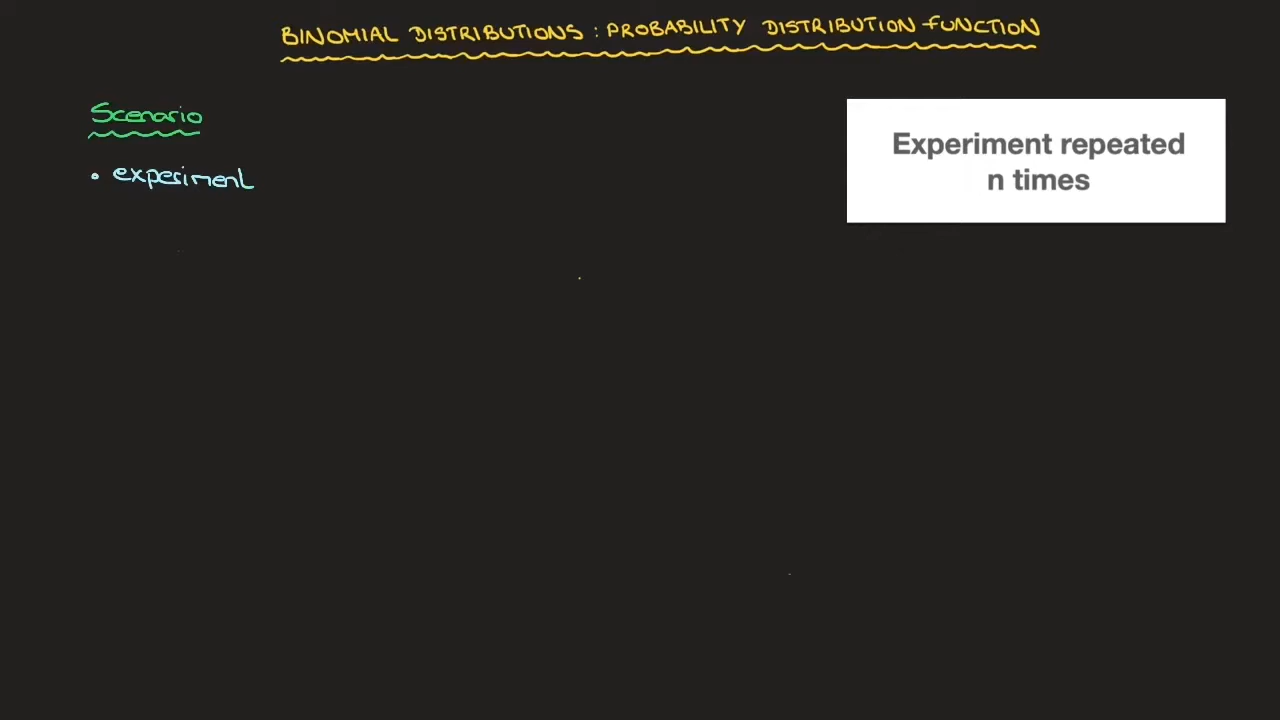 BINOMIAL DISTRIBUTIONS : PROBABILITY DISTRIBUTION FUNCTION
Scenario
• experiment
Experiment repeated
n times